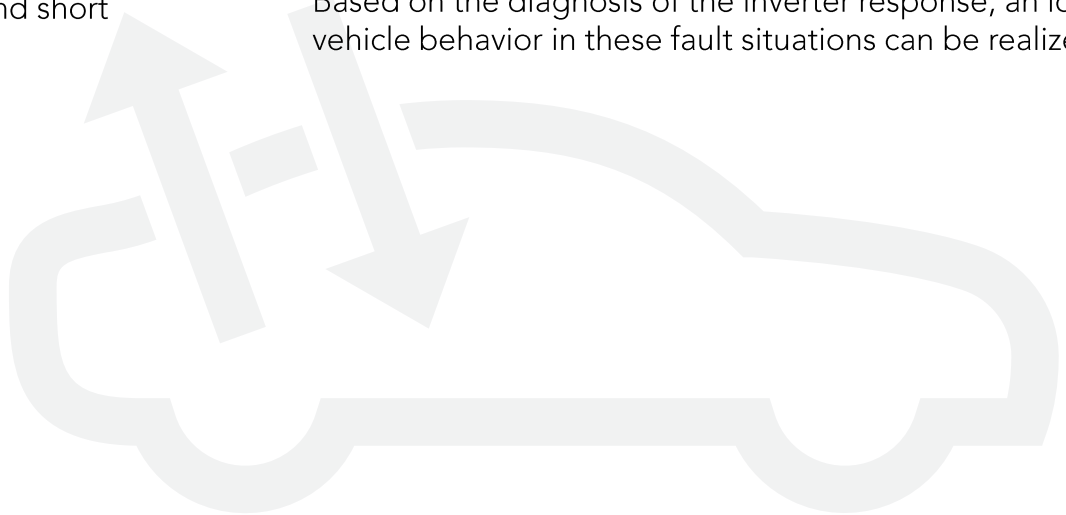 nd short
Based on the diagnosis of the inverter response, an
vehicle behavior in these fault situations can be realize